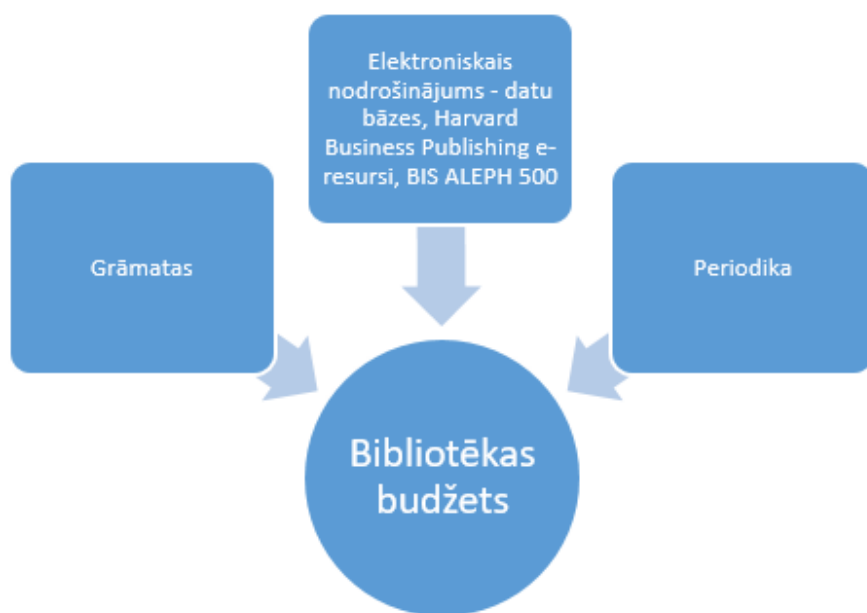 Elektroniskais
nodrošinājums - datu
bāzes, Harvard
Business Publishing e-
resursi, BIS ALEPH 500
Grāmatas
Periodika
Bibliotēkas
budžets